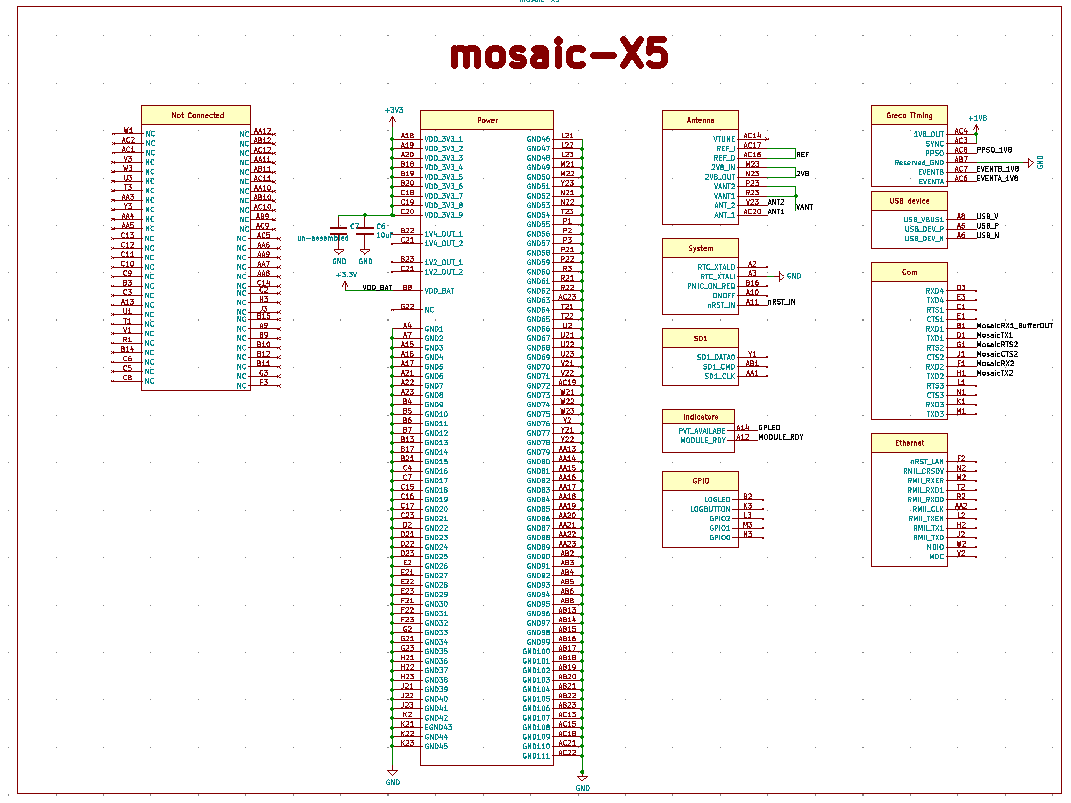 mosaic-X5
Not Connected
W1 NC
AC2 NC
AC1 NC
V3 NC
W3 NC
U3 NC
T3 NC
AA3 NC
Y3 NC
AA4 NC
AA5 NC
C13 NC
C12 NC
C11 NC
C10 NC
C9 NC
B3 NC
C3 NC
A13 NC
U1 NC
T1 NC
V1 NC
R1 NC
B14 NC
C6 NC
C5 NC
C8 NC
NC AA12
NC AB12
NC AC12
NC AA11
NC AB11
NC AC11
NC AA10
NC AB10
NC AC10
NC AB9
NC AC9
NC AC5
NC AA6
NC AA9
NC AA7
NC AA8
NC C14
NC C2
NC H3
NC J3
NC B15
NC A9
NC B9
NC B10
NC B12
NC B11
NC G3
NC F3
+3V3
un-assembled
C7
C6
10uF
GND
GND
+3.3V
VDD_BAT
Power
A18 VDD_3V3_1
A19 VDD_3V3_2
A20 VDD_3V3_3
B18 VDD_3V3_4
B19 VDD_3V3_5
B20 VDD_3V3_6
C18 VDD_3V3_7
C19 VDD_3V3_8
C20 VDD_3V3_9
B22 1V4_OUT_1
C21 1V4_OUT_2
B23 1V2_OUT_1
C21 1V2_OUT_2
B8 VDD_BAT
G22 NC
A4 GND1
A7 GND2
A15 GND3
A16 GND4
A17 GND5
A21 GND6
A22 GND7
A23 GND8
B4 GND9
B5 GND10
B6 GND11
B7 GND12
B13 GND13
B17 GND14
B21 GND15
C4 GND16
C7 GND17
C15 GND18
C16 GND19
C17 GND20
C23 GND21
D2 GND22
D21 GND23
D22 GND24
D23 GND25
E2 GND26
E21 GND27
E22 GND28
E23 GND29
F21 GND30
F22 GND31
F23 GND32
G2 GND33
G21 GND34
G23 GND35
H21 GND36
H22 GND37
H23 GND38
J21 GND39
J22 GND40
J23 GND41
K2 GND42
K21 EGND43
K22 GND44
K23 GND45
GND
GND46 L21
GND47 L22
GND48 L23
GND49 M21
GND50 M22
GND51 Y23
GND52 N21
GND53 N22
GND54 T23
GND55 P1
GND56 P2
GND57 P3
GND58 P21
GND59 P22
GND60 R3
GND61 R21
GND62 R22
GND63 AC23
GND64 T21
GND65 T22
GND66 U2
GND67 U21
GND68 U22
GND69 U23
GND70 V21
GND71 V22
GND72 AC19
GND73 W21
GND74 W22
GND75 W23
GND76 Y2
GND77 Y21
GND78 Y22
GND79 AA13
GND80 AA14
GND81 AA15
GND82 AA16
GND83 AA17
GND84 AA18
GND85 AA19
GND86 AA20
GND87 AA21
GND88 AA22
GND89 AA23
GND90 AB2
GND91 AB3
GND92 AB4
GND93 AB5
GND94 AB6
GND95 AB8
GND96 AB13
GND97 AB14
GND98 AB15
GND99 AB16
GND100 AB17
GND101 AB18
GND102 AB19
GND103 AB20
GND104 AB21
GND105 AB22
GND106 AB23
GND107 AC13
GND108 AC15
GND109 AC18
GND110 AC21
GND111 AC22
GND
Antenna
VTUNE AC14
REF_I AC17
REF_O AC16
2V8_IN M23
2V8_OUT N23
VANT2 P23
VANT1 R23
ANT_2 V23 ANT2
ANT_1 AC20 ANT1
REF
2V8
VANT
System
RTC_XTALO A2
RTC_XTALI A3 GND
PMIC_ON_REQ B16
ONOFF A10
nRST_IN A11 nRST_IN
SD1
SD1_DATA0 Y1
SD1_CMD AB1
SD1_CLK AA1
Indicators
PVT_AVAILABE A14 GPLED
MODULE_RDY A12 MODULE_RDY
GPIO
LOGLED B2
LOGBUTTON K3
GPIO2 L3
GPIO1 M3
GPIO0 N3
Greco Timing
+1V8
1V8_OUT AC4
SYNC AC3
PPSO AC8 PPSO_1V8
Reserved_GND AB7 GND
EVENTB AC7 EVENTB_1V8
EVENTA AC6 EVENTA_1V8
USB device
USB_VBUS1 A8 USB_V
USB_DEV_P A5 USB_P
USB_DEV_N A6 USB_N
Com
RXD4 D3
TXD4 E3
RTS1 C1
CTS1 E1
RXD1 B1 MosaicRX1_BufferOUT
TXD1 D1 MosaicTX1
RTS2 G1 MosaicRTS2
CTS2 J1 MosaicCTS2
RXD2 F1 MosaicRX2
TXD2 H1 MosaicTX2
RTS3 L1
CTS3 N1
RXD3 K1
TXD3 M1
Ethernet
nRST_LAN F2
RMII_CRSDV N2
RMII_RXER M2
RMII_RXD1 T2
RMII_RXD0 R2
RMII_CLK AA2
RMII_TXEN L2
RMII_TX1 H2
RMII_TX0 J2
MDIO W2
MDC V2